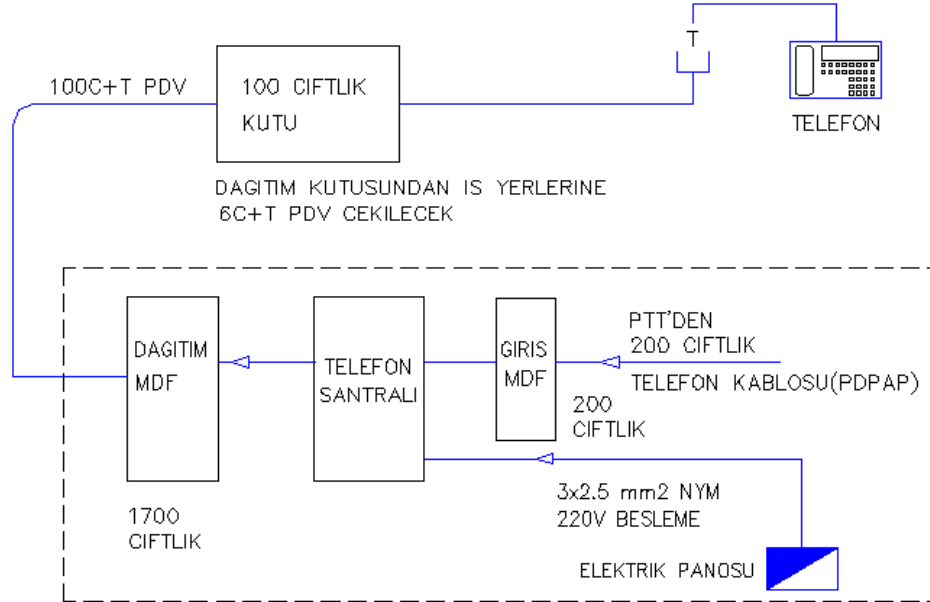 T
100C+T PDV
100 CIFTLIK
KUTU
TELEFON
DAGITIM KUTUSUNDAN IS YERLERINE
6C+T PDV CEKILECEK
DAGITIM
MDF
TELEFON
SANTRALI
GIRIS
MDF
PTT'DEN
200 CIFTLIK
TELEFON KABLOSU(PDPAP)
200
CIFTLIK
1700
CIFTLIK
3x2.5 mm2 NYM
220V BESLEME
ELEKTRIK PANOSU